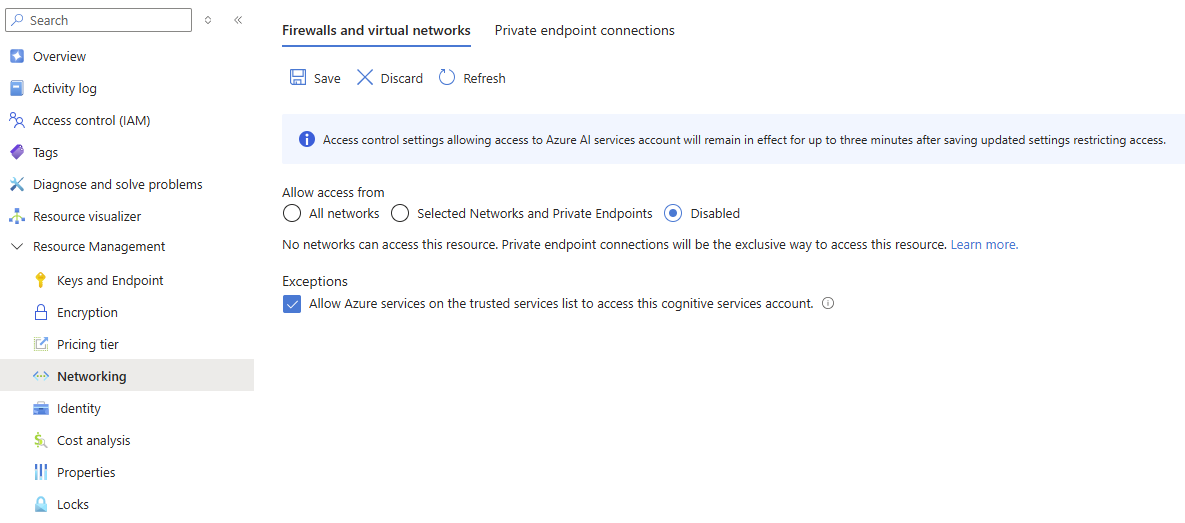 Search
Overview
Activity log
Access control (IAM)
Tags
Diagnose and solve problems
Resource visualizer
Resource Management
Keys and Endpoint
Encryption
Pricing tier
Networking
Identity
Cost analysis
Properties
Locks
Firewalls and virtual networks Private endpoint connections
Save Discard Refresh
Access control settings allowing access to Azure AI services account will remain in effect for up to three minutes after saving updated settings restricting access.
Allow access from
All networks Selected Networks and Private Endpoints Disabled
No networks can access this resource. Private endpoint connections will be the exclusive way to access this resource. Learn more.
Exceptions
Allow Azure services on the trusted services list to access this cognitive services account.